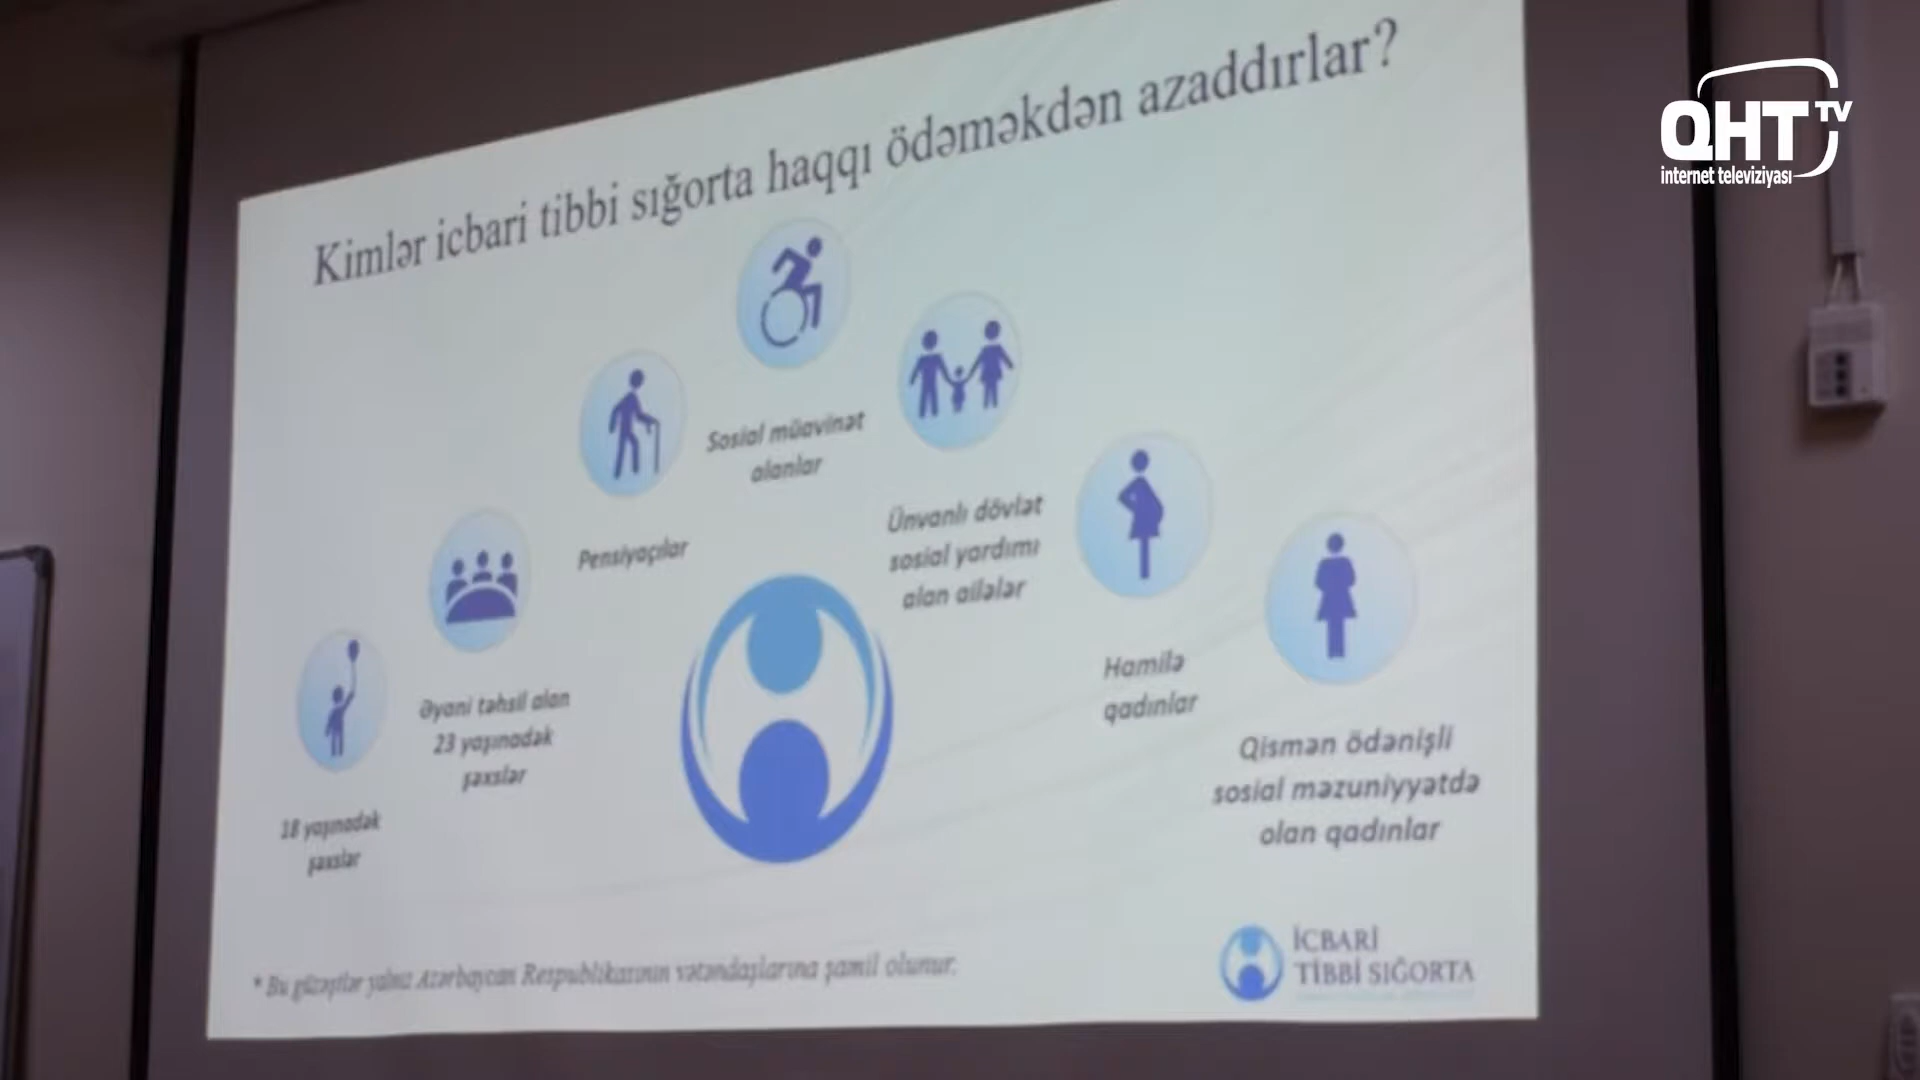 Kimlər icbari tibbi sığorta haqqı ödəməkdən azaddırlar?
QHT TV
internet televiziyası
18 yaşınadək
şəxslər
Əyani təhsil alan
23 yaşınadək
şəxslər
Pensiyaçılar
Sosial müavinət
alanlar
Ünvanlı dövlət
sosial yardımı
alan ailələr
Hamilə
qadınlar
Qismən ödənişli
sosial məzuniyyətdə
olan qadınlar
* Bu güzəştlər yalnız Azərbaycan Respublikasının vətəndaşlarına şamil olunur.
İCBARİ
TİBBİ SIĞORTA